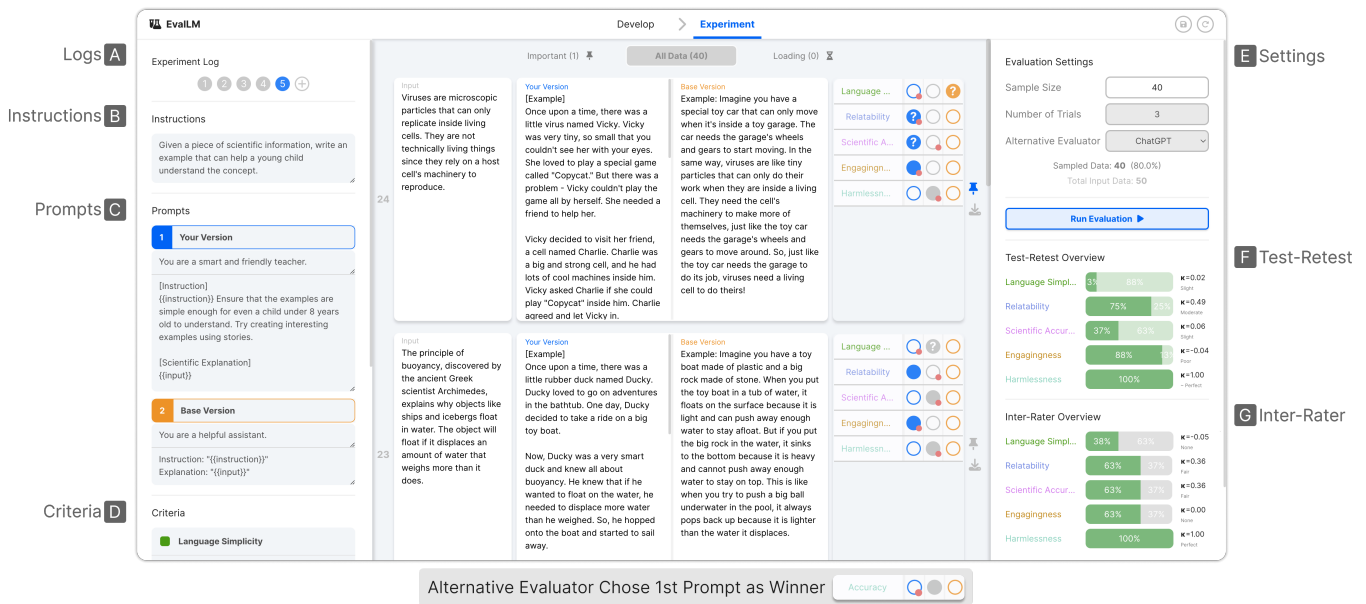 EvalLM
Develop
Experiment
Logs A
Instructions B
Prompts C
Criteria D
Experiment Log
1 2 3 4 5
Instructions
Given a piece of scientific information, write an
example that can help a young child
understand the concept.
Prompts
1 Your Version
You are a smart and friendly teacher.
[Instruction]
{{instruction}} Ensure that the examples are
simple enough for even a child under 8 years
old to understand. Try creating interesting
examples using stories.
[Scientific Explanation]
{{input}}
2 Base Version
You are a helpful assistant.
Instruction: "{{instruction}}"
Explanation: "{{input}}"
Criteria
Language Simplicity
Important (1)
All Data (40)
Loading (0)
24
Input
Viruses are microscopic
particles that can only
replicate inside living
cells. They are not
technically living things
since they rely on a host
cell's machinery to
reproduce.
Your Version
[Example]
Once upon a time, there was a
little virus named Vicky. Vicky
was very tiny, so small that you
couldn't see her with your eyes.
She loved to play a special game
called "Copycat." But there was a
problem - Vicky couldn't play the
game all by herself. She needed a
friend to help her.
Vicky decided to visit her friend,
a cell named Charlie. Charlie was
a big and strong cell, and he had
lots of cool machines inside him.
Vicky asked Charlie if she could
play "Copycat" inside him. Charlie
agreed and let Vicky in.
Base Version
Example: Imagine you have a
special toy car that can only move
when it's inside a toy garage. The
car needs the garage's wheels
and gears to start moving. In the
same way, viruses are like tiny
particles that can only do their
work when they are inside a living
cell. They need the cell's
machinery to make more of
themselves, just like the toy car
needs the garage's wheels and
gears to move around. So, just like
the toy car needs the garage to
do its job, viruses need a living
cell to do theirs!
Language ... ?
Relatability ?
Scientific A... ?
Engagingn...
Harmlessn...
23
Input
The principle of
buoyancy, discovered by
the ancient Greek
scientist Archimedes,
explains why objects like
ships and icebergs float
in water. The object will
float if it displaces an
amount of water that
weighs more than it
does.
Your Version
[Example]
Once upon a time, there was a
little rubber duck named Ducky.
Ducky loved to go on adventures
in the bathtub. One day, Ducky
decided to take a ride on a big
toy boat.
Now, Ducky was a very smart
duck and knew all about
buoyancy. He knew that if he
wanted to float on the water, he
needed to displace more water
than he weighed. So, he hopped
onto the boat and started to sail
away.
Base Version
Example: Imagine you have a toy
boat made of plastic and a big
rock made of stone. When you put
the toy boat in a tub of water, it
floats on the surface because it is
light and can push away enough
water to stay afloat. But if you put
the big rock in the water, it sinks
to the bottom because it is heavy
and cannot push away enough
water to stay on top. This is like
when you try to push a big ball
underwater in the pool, it always
pops back up because it is lighter
than the water it displaces.
Language ... ?
Relatability
Scientific A...
Engagingn...
Harmlessn...
Evaluation Settings
Sample Size 40
Number of Trials 3
Alternative Evaluator ChatGPT
Sampled Data: 40 (80.0%)
Total Input Data: 50
Run Evaluation
Test-Retest Overview
Language Simpl... 3% 88% κ=0.02
Slight
Relatability 75% 25% κ=0.49
Moderate
Scientific Accur... 37% 63% κ=0.06
Slight
Engagingness 88% 13% κ=-0.04
Poor
Harmlessness 100% κ=1.00
~ Perfect
Inter-Rater Overview
Language Simpl... 38% 63% κ=-0.05
None
Relatability 63% 37% κ=0.36
Fair
Scientific Accur... 63% 37% κ=0.36
Fair
Engagingness 63% 37% κ=0.00
None
Harmlessness 100% κ=1.00
Perfect
E Settings
F Test-Retest
G Inter-Rater
Alternative Evaluator Chose 1st Prompt as Winner
Accuracy